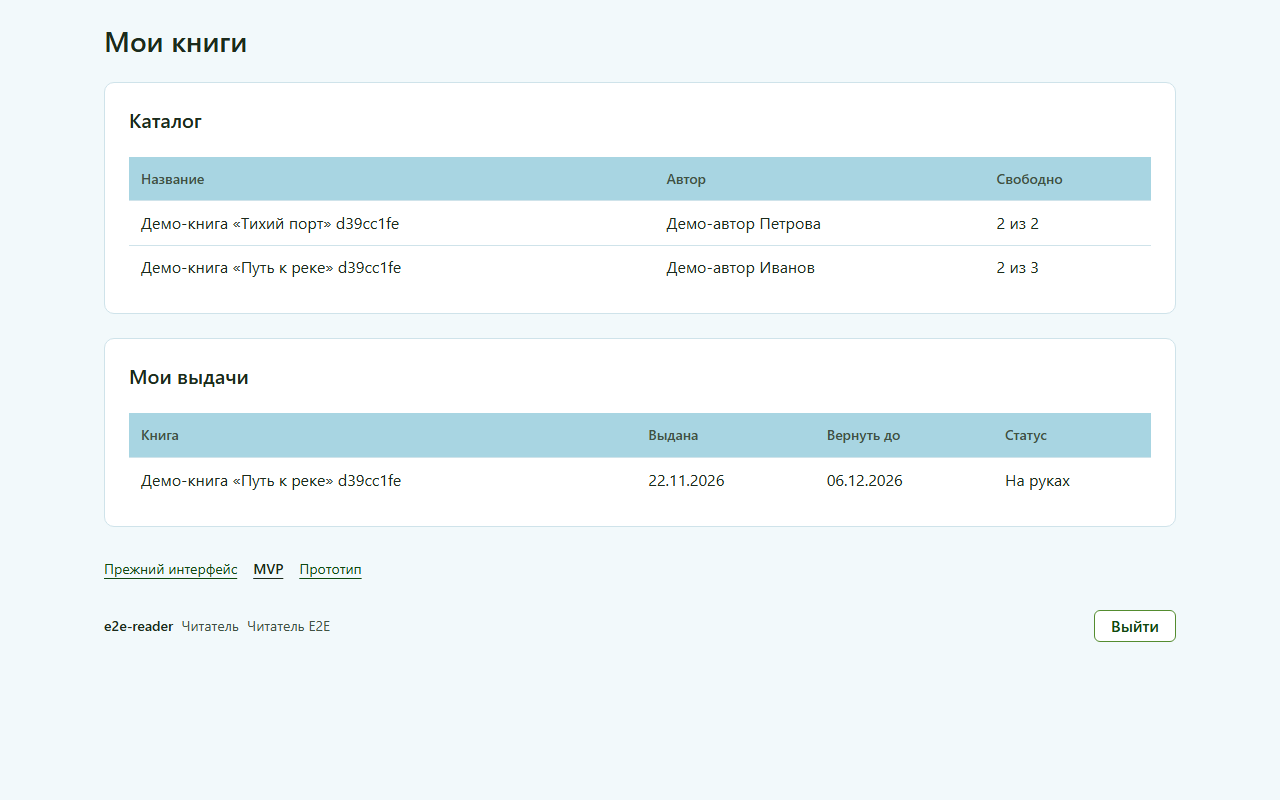 Мои книги
Каталог
Название Автор Свободно
Демо-книга «Тихий порт» d39cc1fe Демо-автор Петрова 2 из 2
Демо-книга «Путь к реке» d39cc1fe Демо-автор Иванов 2 из 3
Мои выдачи
Книга Выдана Вернуть до Статус
Демо-книга «Путь к реке» d39cc1fe 22.11.2026 06.12.2026 На руках
Прежний интерфейс MVP Прототип
e2e-reader Читатель Читатель E2E Выйти